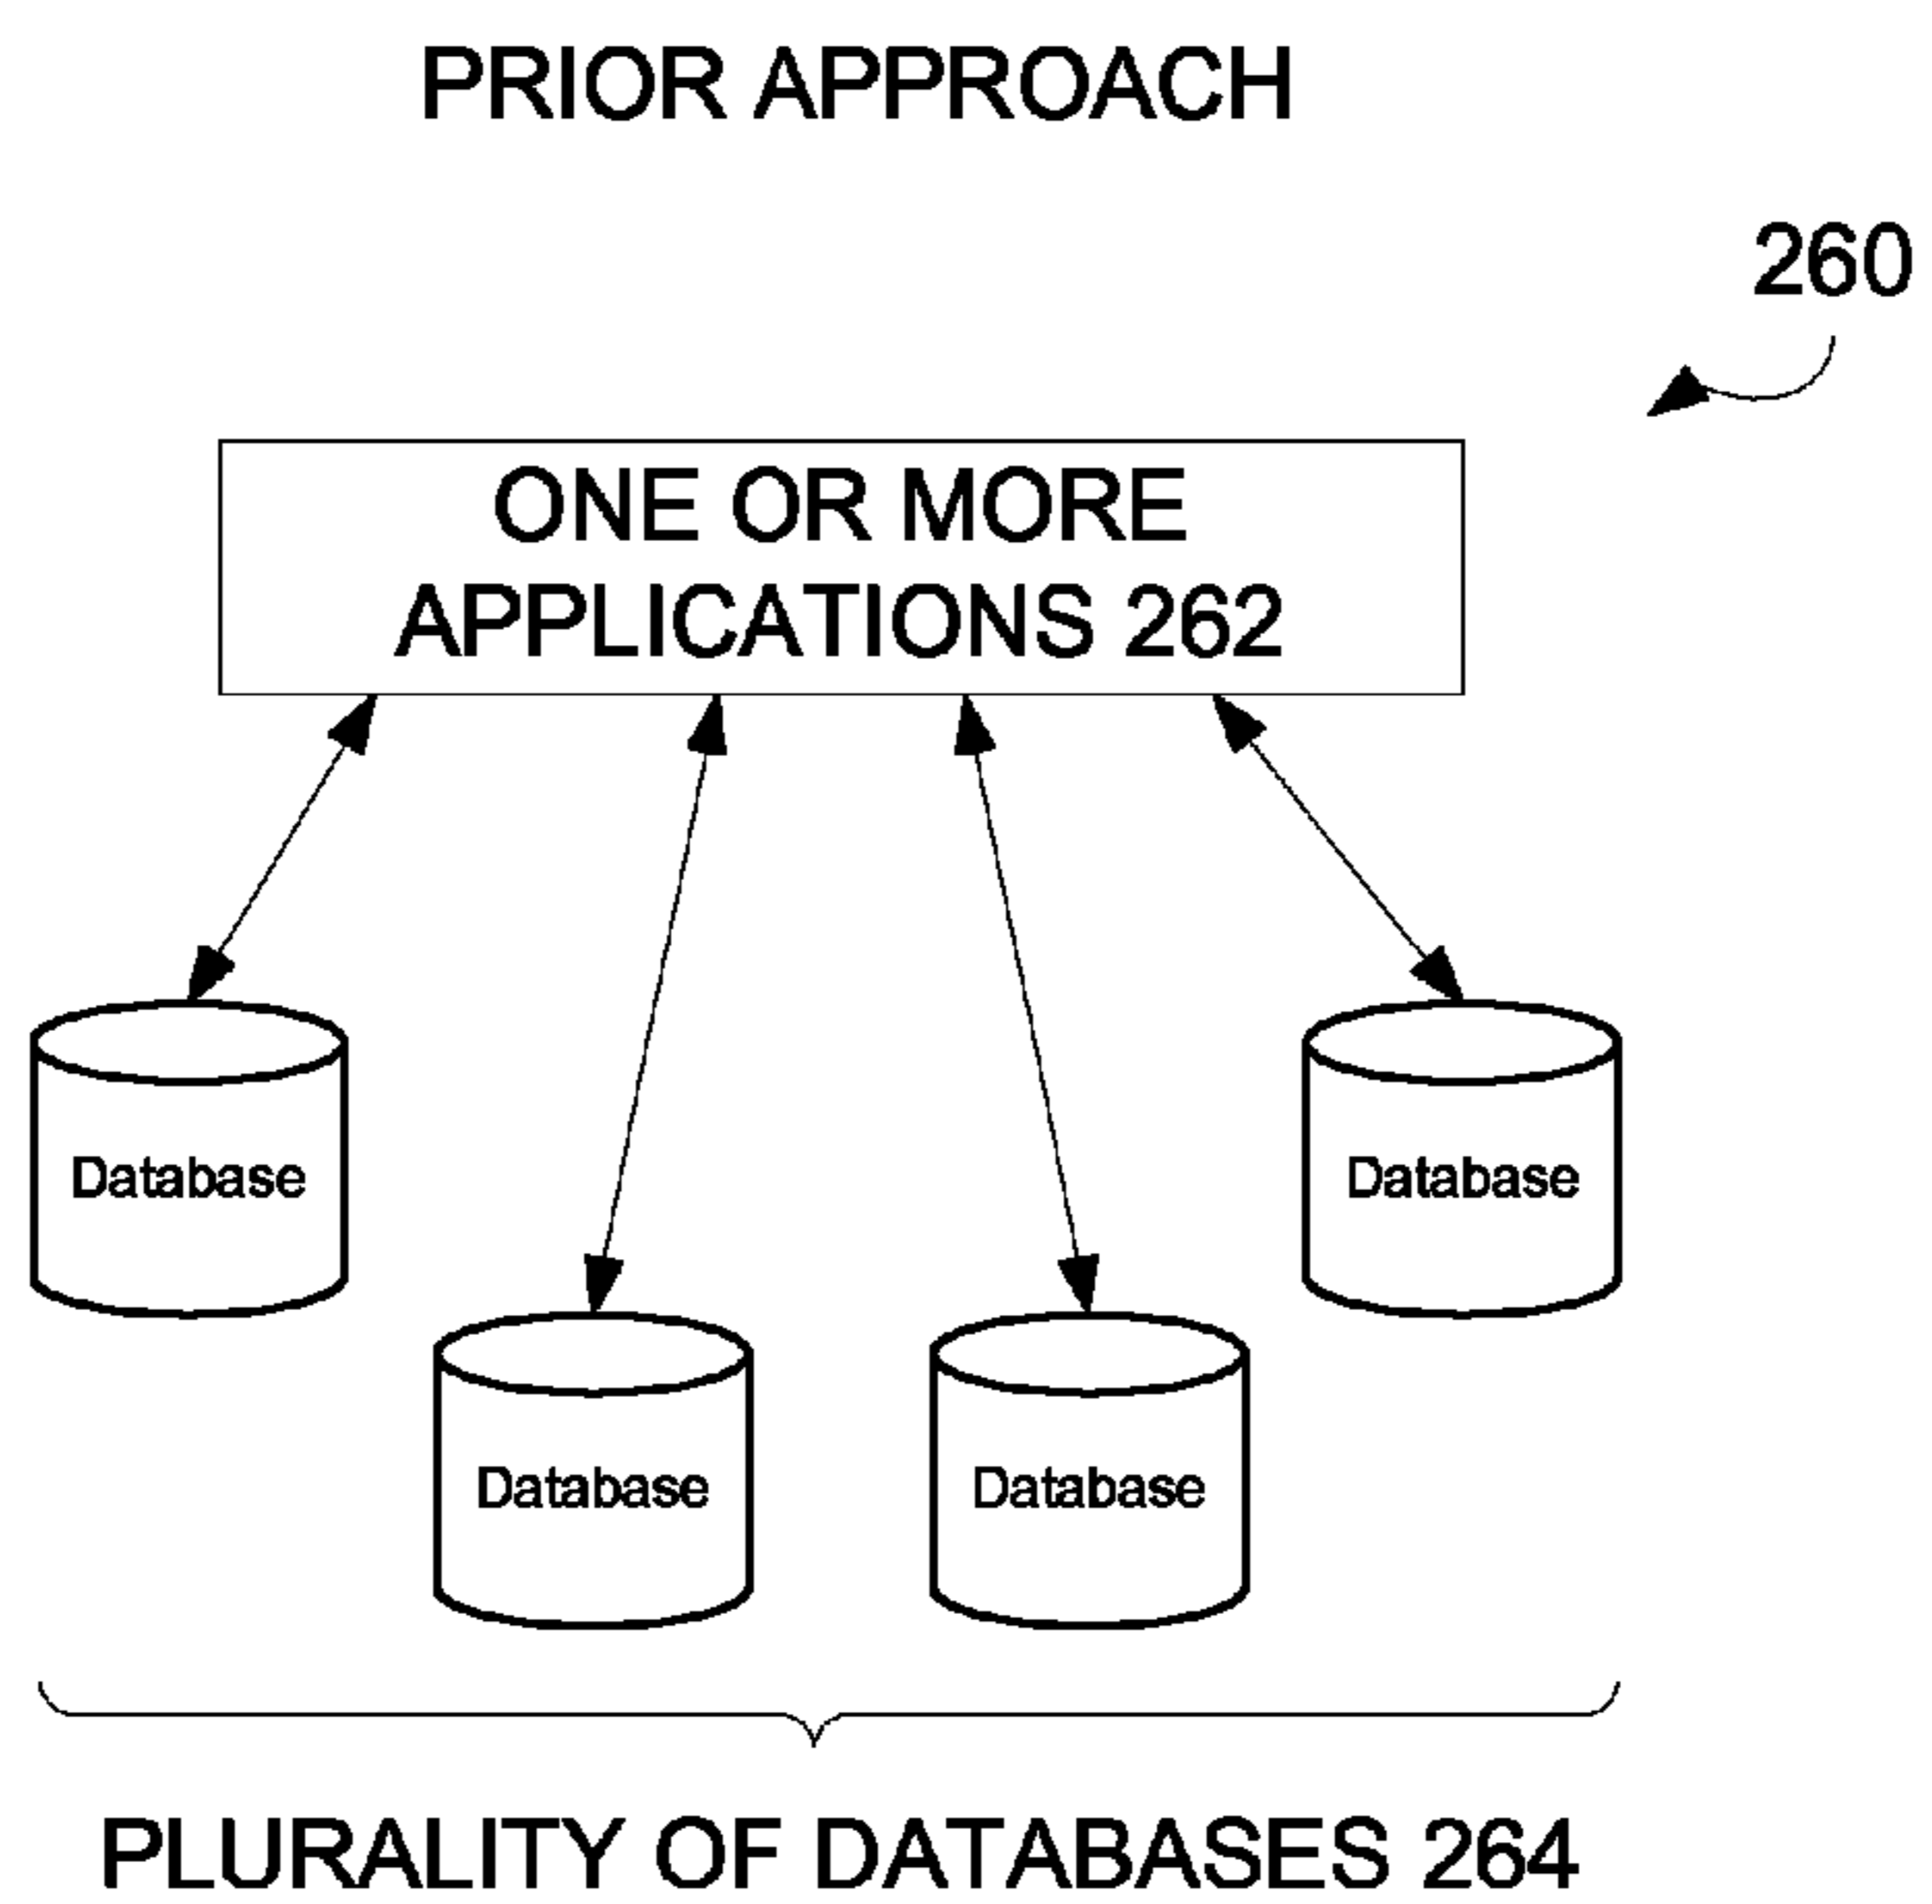 PRIOR APPROACH
260
ONE OR MORE
APPLICATIONS 262
Database
Database
Database
Database
PLURALITY OF DATABASES 264